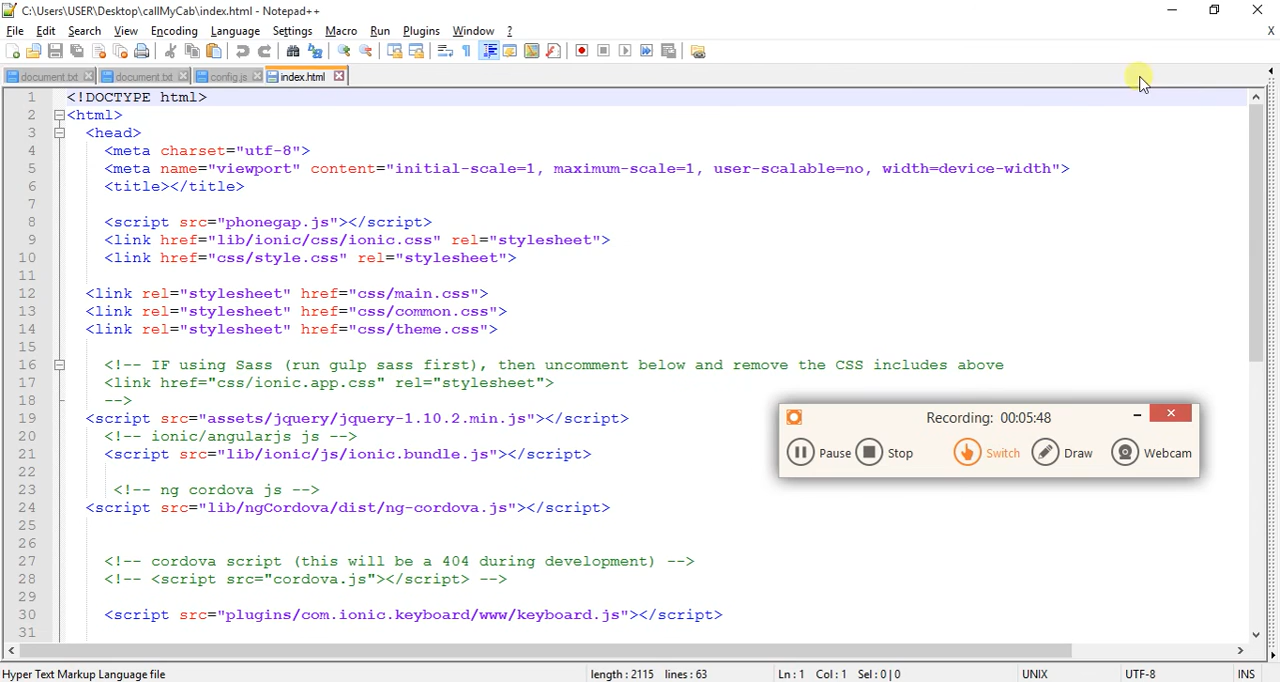 C:\Users\USER\Desktop\callMyCab\index.html - Notepad++
File Edit Search View Encoding Language Settings Macro Run Plugins Window ? X
document.txt document.txt config.js index.html
1 <!DOCTYPE html>
2 <html>
3 <head>
4 <meta charset="utf-8">
5 <meta name="viewport" content="initial-scale=1, maximum-scale=1, user-scalable=no, width=device-width">
6 <title></title>
7
8 <script src="phonegap.js"></script>
9 <link href="lib/ionic/css/ionic.css" rel="stylesheet">
10 <link href="css/style.css" rel="stylesheet">
11
12 <link rel="stylesheet" href="css/main.css">
13 <link rel="stylesheet" href="css/common.css">
14 <link rel="stylesheet" href="css/theme.css">
15
16 <!-- IF using Sass (run gulp sass first), then uncomment below and remove the CSS includes above
17 <link href="css/ionic.app.css" rel="stylesheet">
18 -->
19 <script src="assets/jquery/jquery-1.10.2.min.js"></script>
20 <!-- ionic/angularjs js -->
21 <script src="lib/ionic/js/ionic.bundle.js"></script>
22
23 <!-- ng cordova js -->
24 <script src="lib/ngCordova/dist/ng-cordova.js"></script>
25
26
27 <!-- cordova script (this will be a 404 during development) -->
28 <!-- <script src="cordova.js"></script> -->
29
30 <script src="plugins/com.ionic.keyboard/www/keyboard.js"></script>
31
Recording: 00:05:48
Pause Stop Switch Draw Webcam
Hyper Text Markup Language file length : 2115 lines : 63 Ln : 1 Col : 1 Sel : 0 | 0 UNIX UTF-8 INS